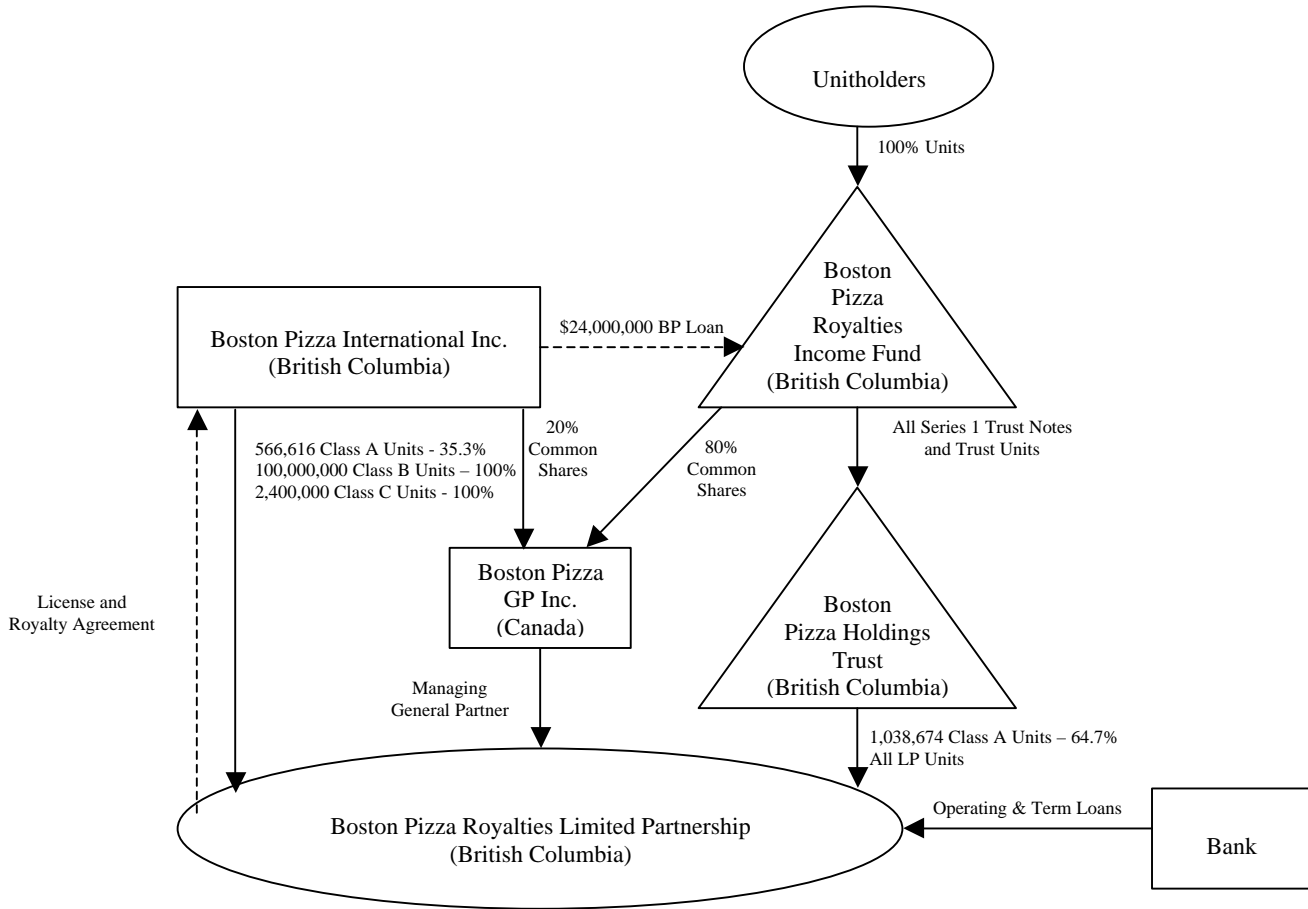 Unitholders
100% Units
Boston
Pizza
Royalties
Income Fund
(British Columbia)
Boston Pizza International Inc.
(British Columbia)
$24,000,000 BP Loan
566,616 Class A Units - 35.3%
100,000,000 Class B Units – 100%
2,400,000 Class C Units - 100%
20%
Common
Shares
80%
Common
Shares
All Series 1 Trust Notes
and Trust Units
Boston Pizza
GP Inc.
(Canada)
Boston
Pizza Holdings
Trust
(British Columbia)
License and
Royalty Agreement
Managing
General Partner
1,038,674 Class A Units – 64.7%
All LP Units
Operating & Term Loans
Boston Pizza Royalties Limited Partnership
(British Columbia)
Bank